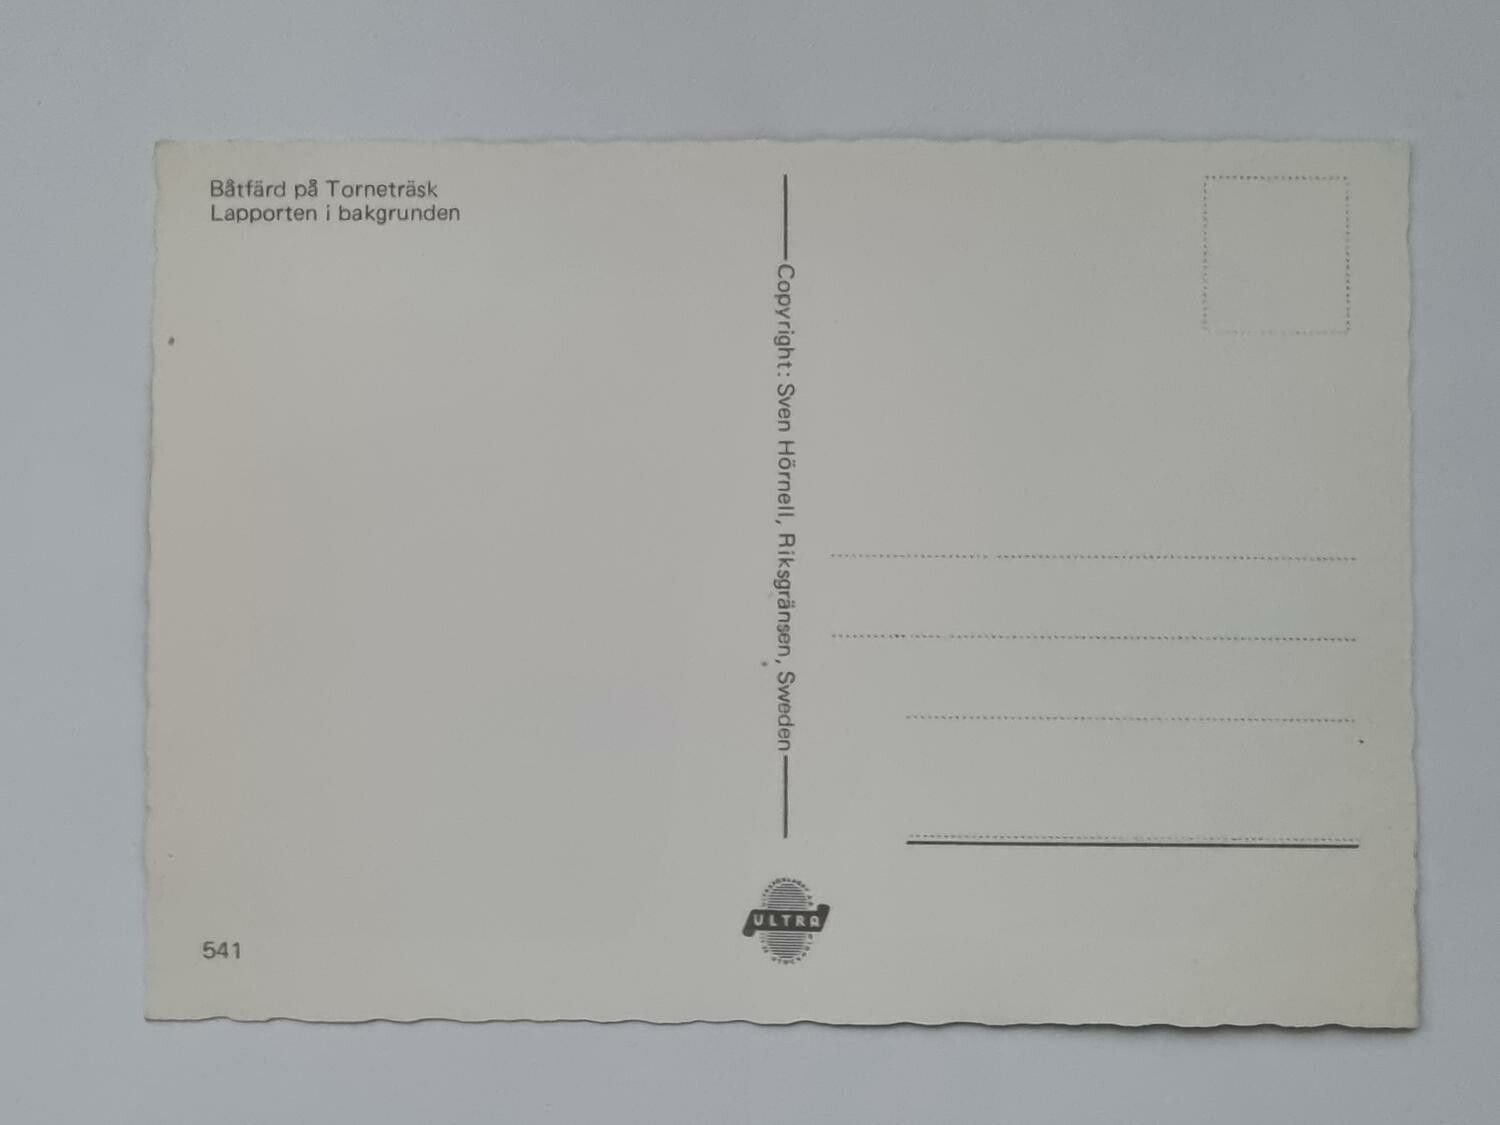 Båtfärd på Torneträsk
Lapporten i bakgrunden
Copyright: Sven Hörnell, Riksgränsen, Sweden
ULTRA
541